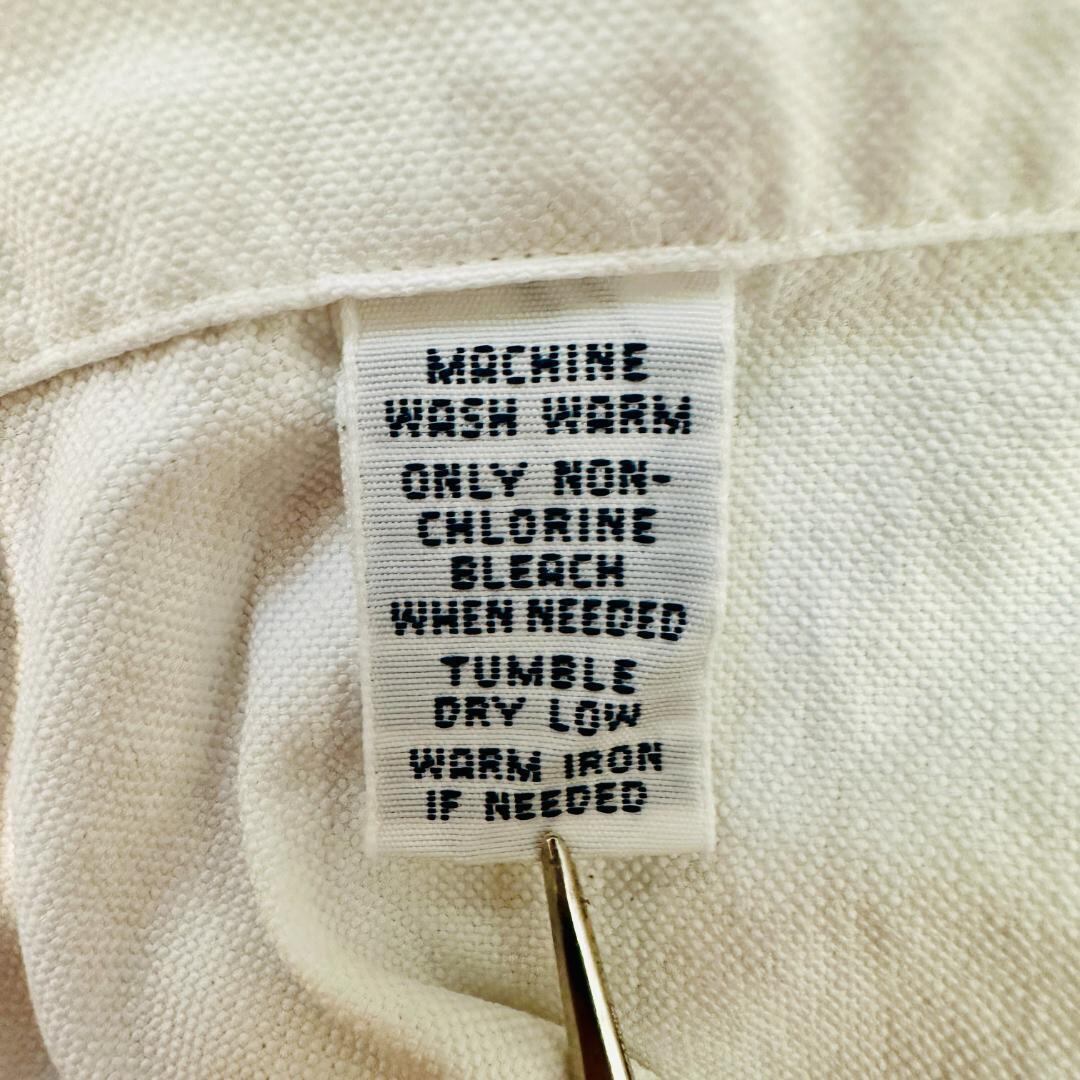 MACHINE
WASH WARM
ONLY NON-
CHLORINE
BLEACH
WHEN NEEDED
TUMBLE
DRY LOW
WARM IRON
IF NEEDED